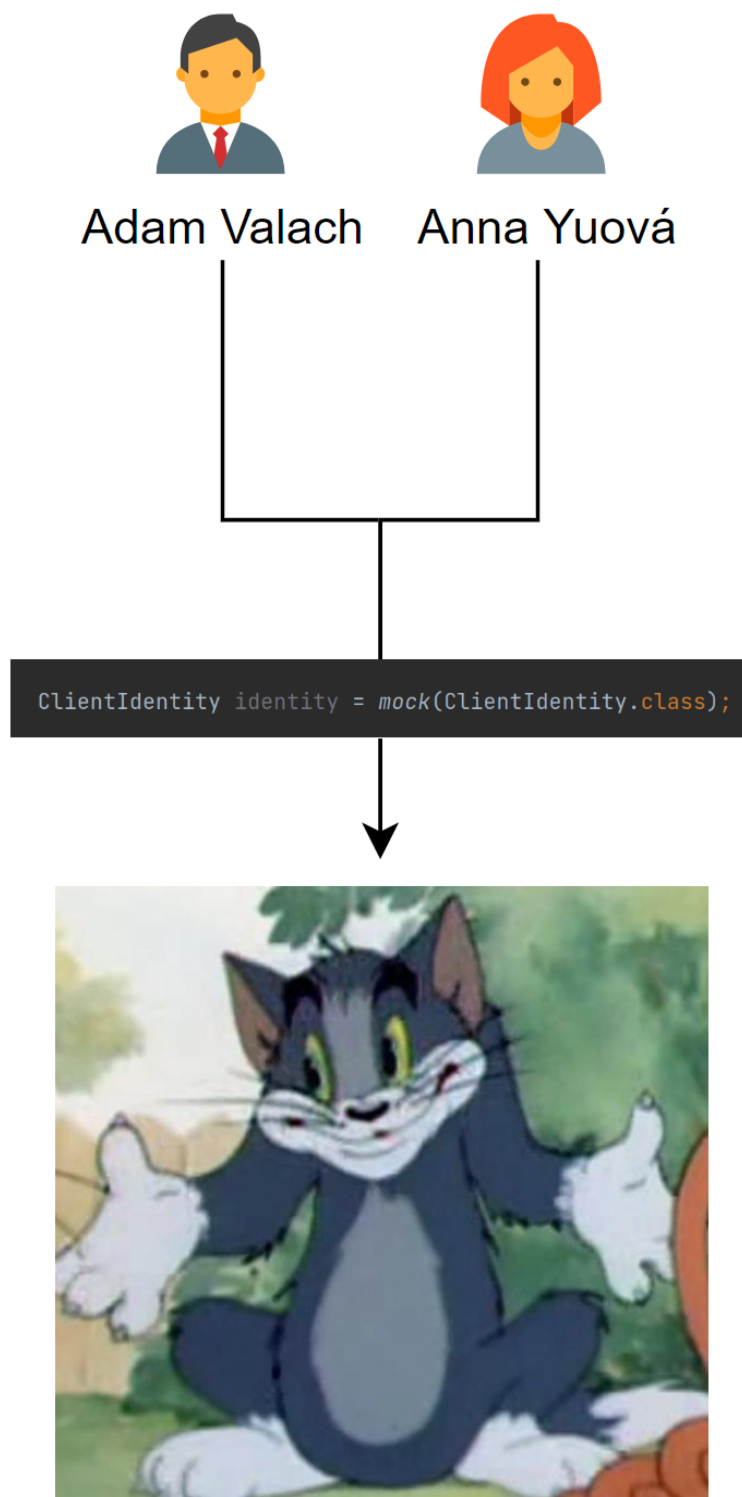 Adam Valach
Anna Yuová
ClientIdentity identity = mock(ClientIdentity.class);